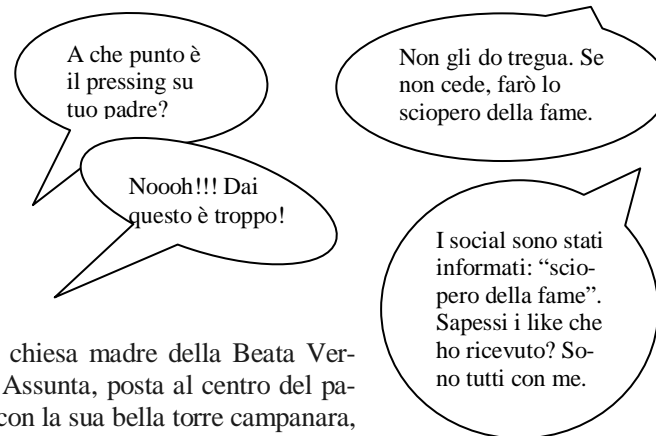 A che punto è
il pressing su
tuo padre?
Non gli do tregua. Se
non cede, farò lo
sciopero della fame.
Noooh!!! Dai
questo è troppo!
I social sono stati
informati: “scio-
pero della fame”.
Sapessi i like che
ho ricevuto? So-
no tutti con me.
chiesa madre della Beata Ver-
Assunta, posta al centro del pa-
con la sua bella torre campanara,